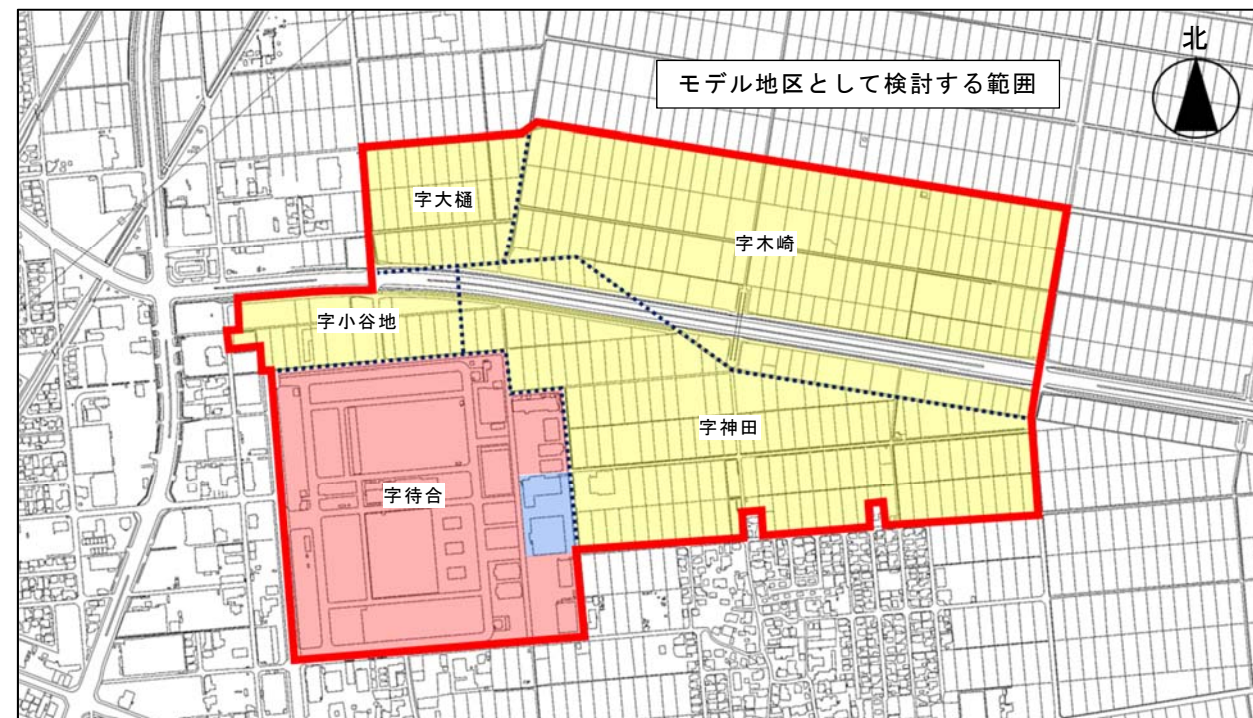 北
モデル地区として検討する範囲
字大樋
字木崎
字小谷地
字神田
字待合